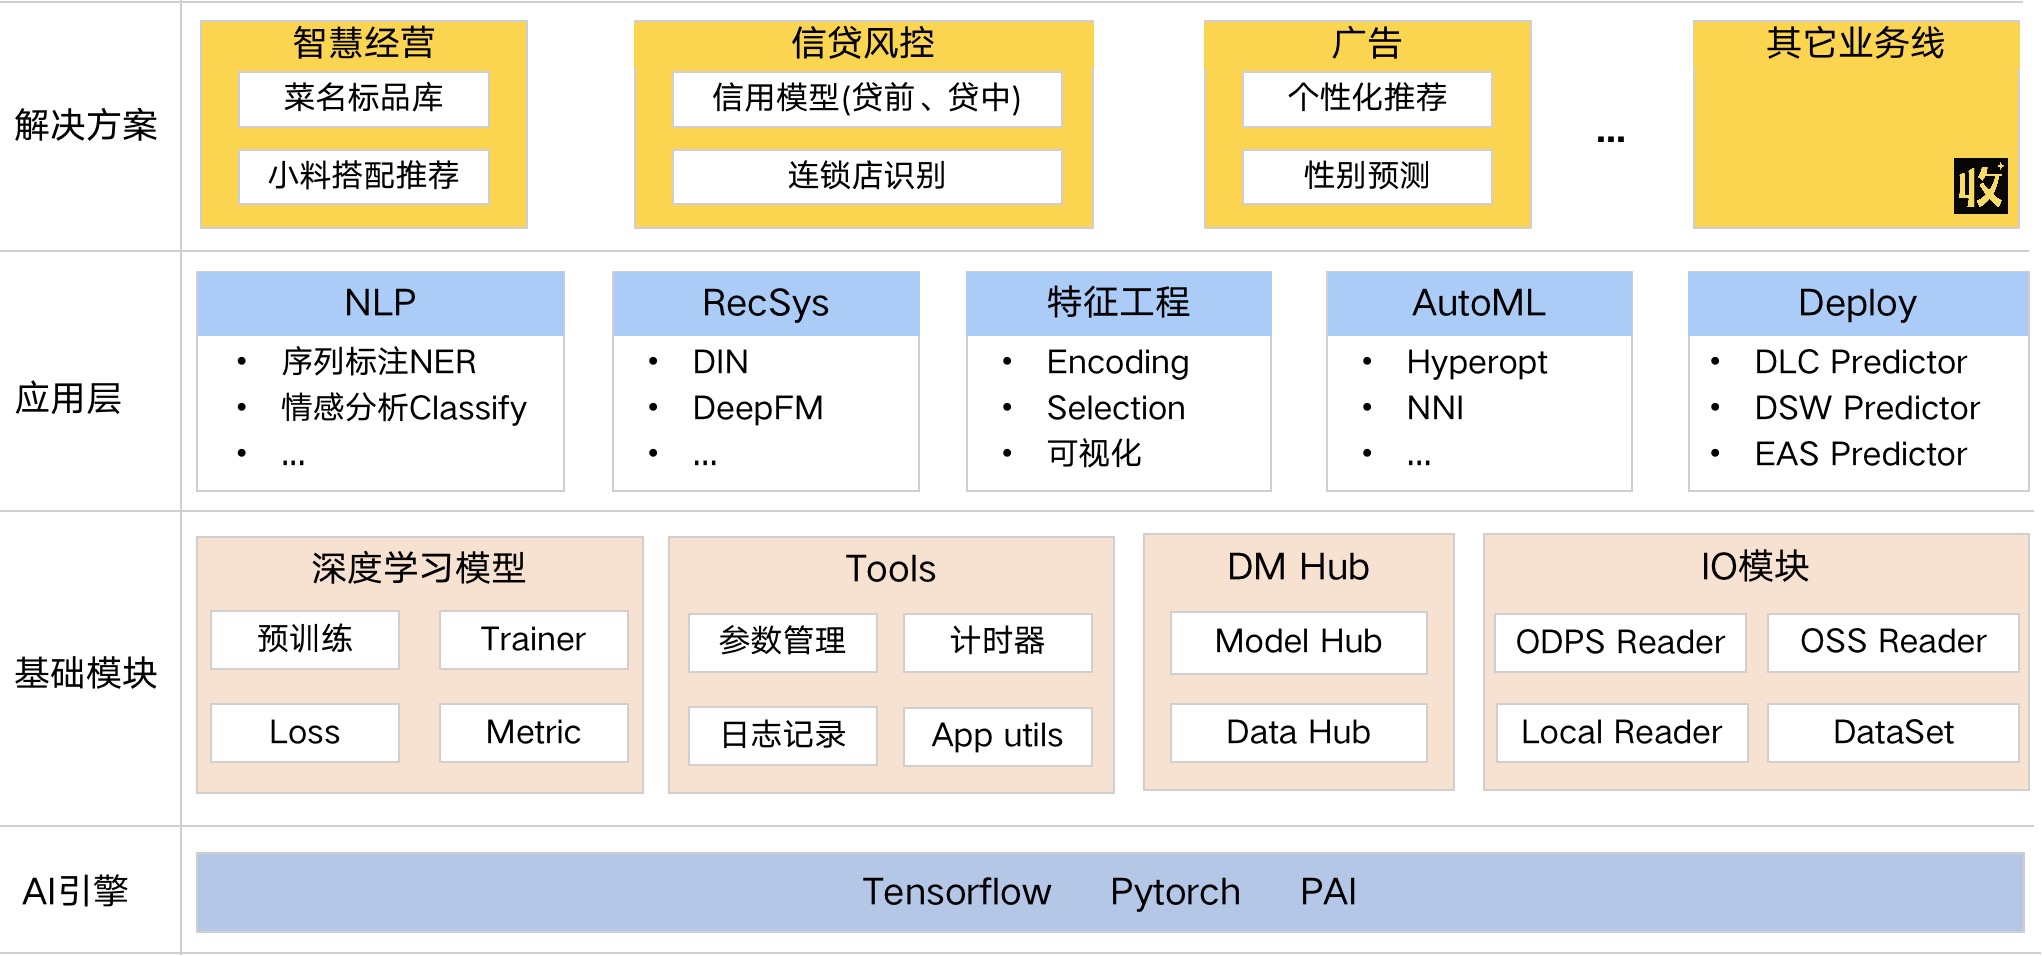 解决方案
智慧经营
菜名标品库
小料搭配推荐
信贷风控
信用模型(贷前、贷中)
连锁店识别
广告
个性化推荐
性别预测
...
其它业务线
收
应用层
NLP
• 序列标注NER
• 情感分析Classify
• ...
RecSys
• DIN
• DeepFM
• ...
特征工程
• Encoding
• Selection
• 可视化
AutoML
• Hyperopt
• NNI
• ...
Deploy
• DLC Predictor
• DSW Predictor
• EAS Predictor
基础模块
深度学习模型
预训练
Trainer
Loss
Metric
Tools
参数管理
计时器
日志记录
App utils
DM Hub
Model Hub
Data Hub
IO模块
ODPS Reader
OSS Reader
Local Reader
DataSet
AI引擎
Tensorflow Pytorch PAI